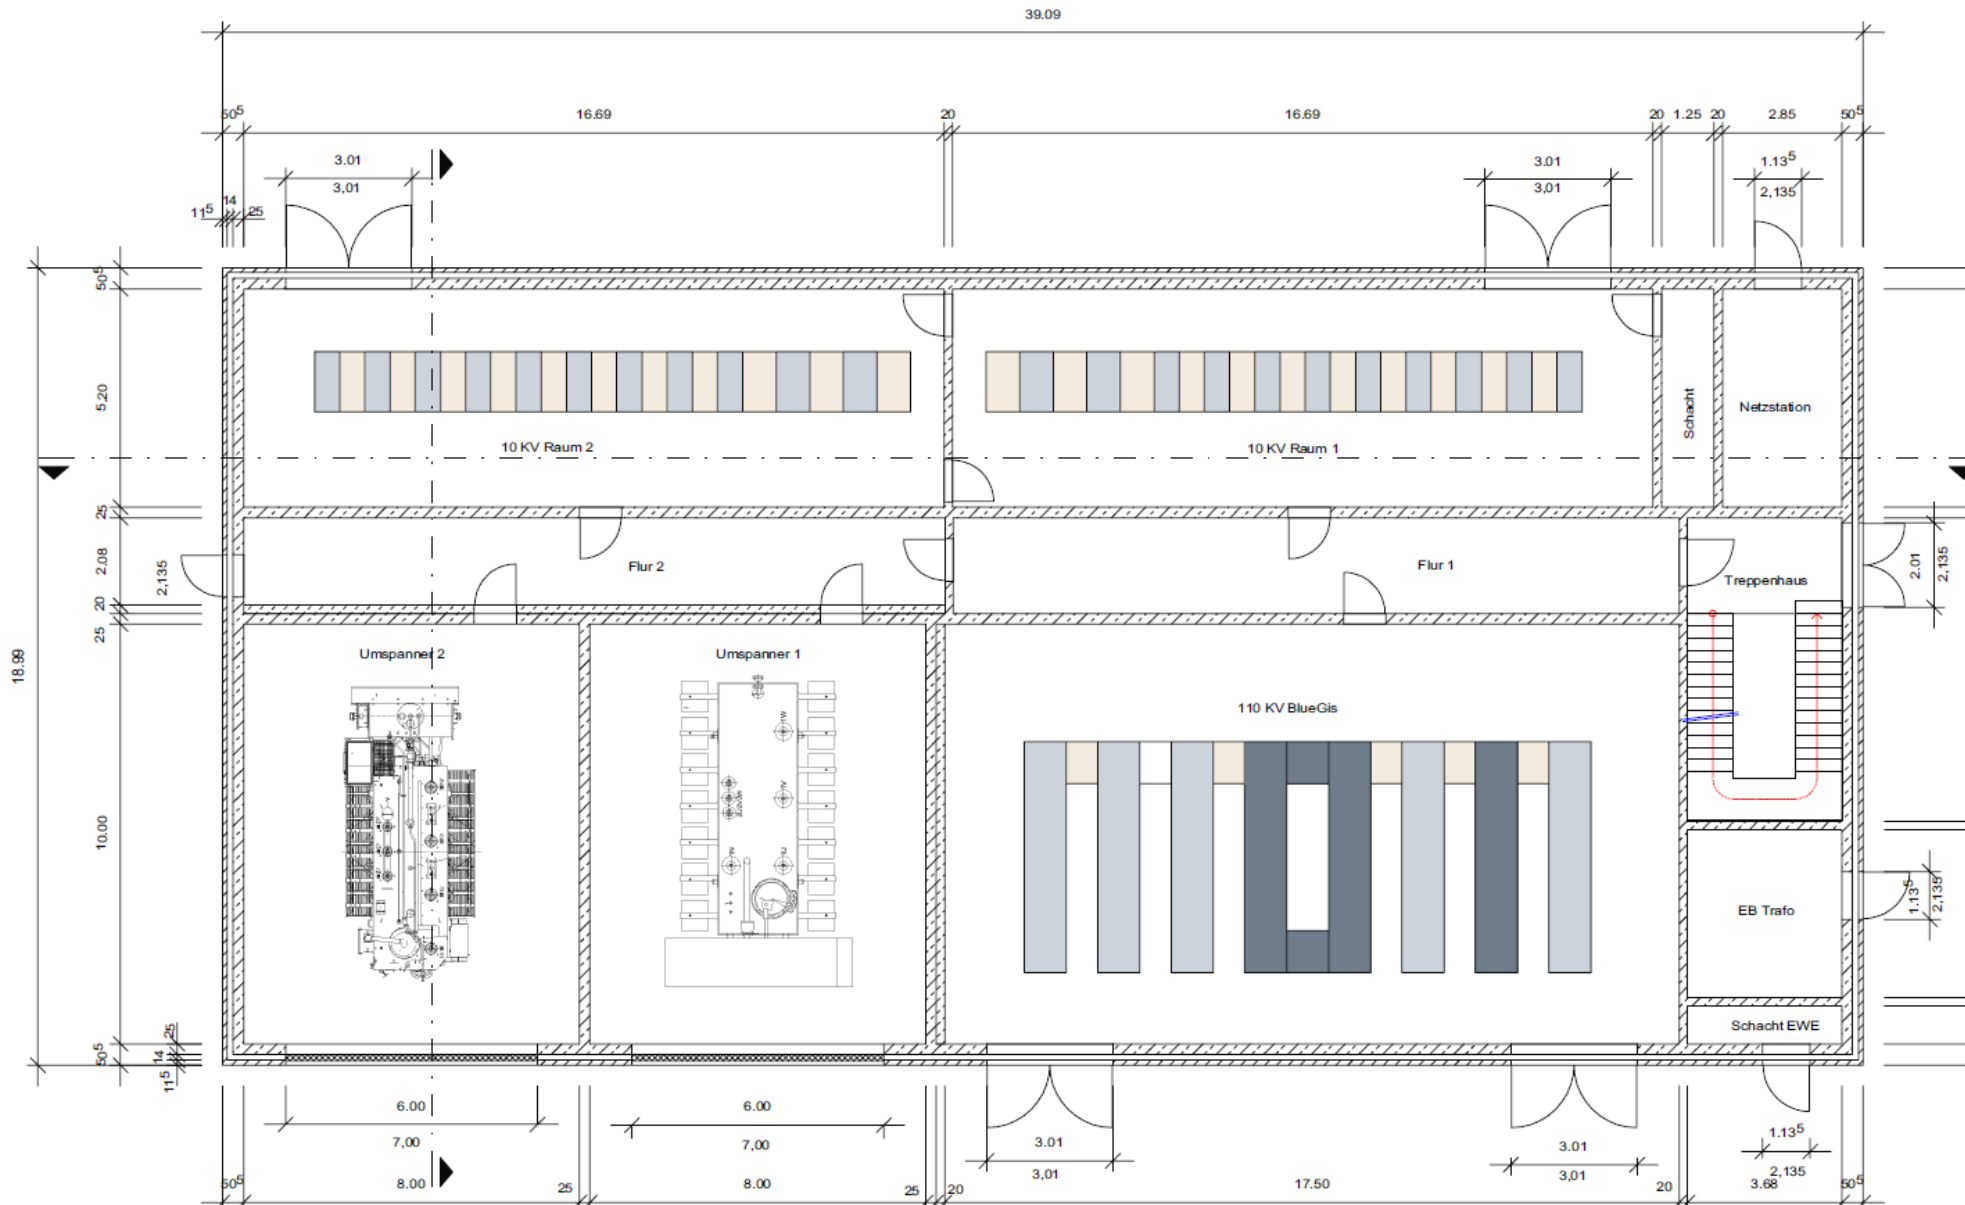 39.09
50⁵ 16.69 20 16.69 20 1.25 20 2.85 50⁵
3.01 3.01 1.13⁵
3,01 3,01 2,135
11⁵ 14 25
50⁵
5.20
25
2,08
20
25
18.99
10.00
25
14
50⁵
11⁵
2,135
10 KV Raum 2
10 KV Raum 1
Schacht
Netzstation
Flur 2
Flur 1
Treppenhaus
2.01
2,135
Umspanner 2
Umspanner 1
110 KV BlueGis
EB Trafo
1.13⁵
2,135
Schacht EWE
6.00 6.00
7,00 7,00
3.01 3.01 1.13⁵
3,01 3,01 2,135
50⁵ 8.00 25 8.00 25 20 17.50 20 3.68 50⁵